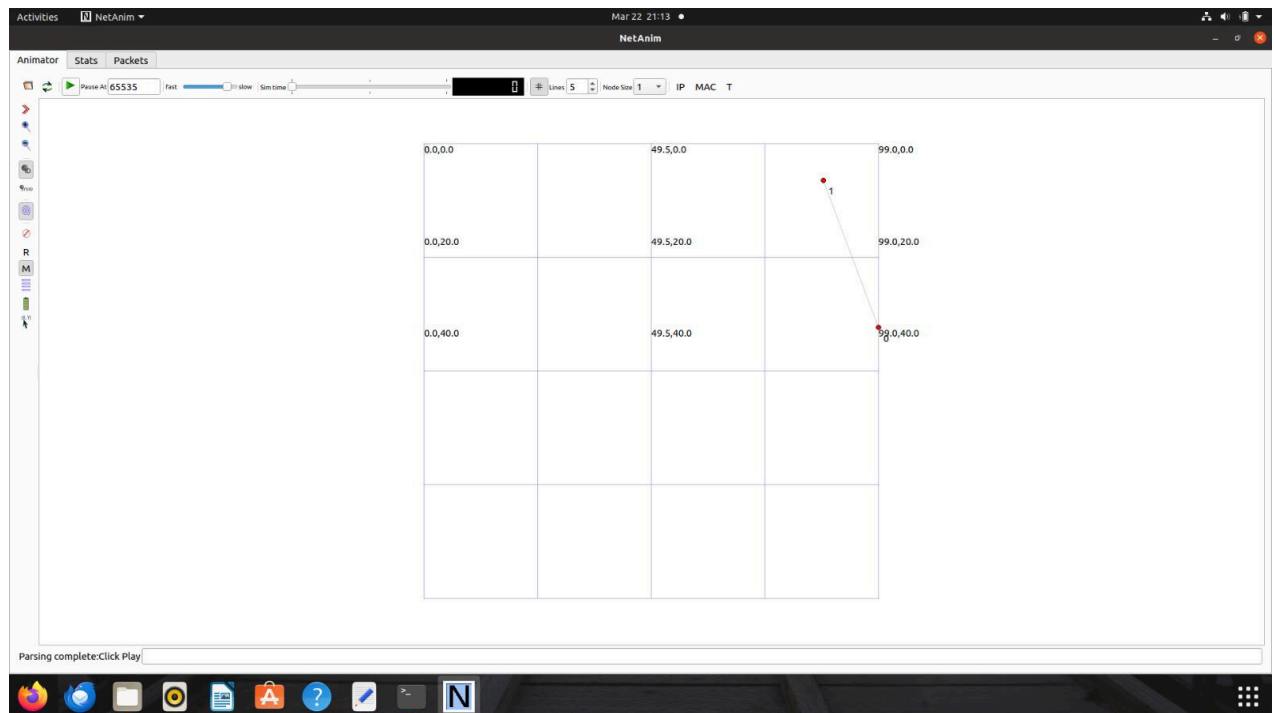 Activities NetAnim Mar 22 21:13
NetAnim
Animator Stats Packets
Pause At 65535 Fast slow Sim time 0 # Lines 5 Node Size 1 IP MAC T
0.0,0.0 49.5,0.0 99.0,0.0
1
0.0,20.0 49.5,20.0 99.0,20.0
R
M
0.0,40.0 49.5,40.0 99.0,40.0
0
Parsing complete:Click Play
N